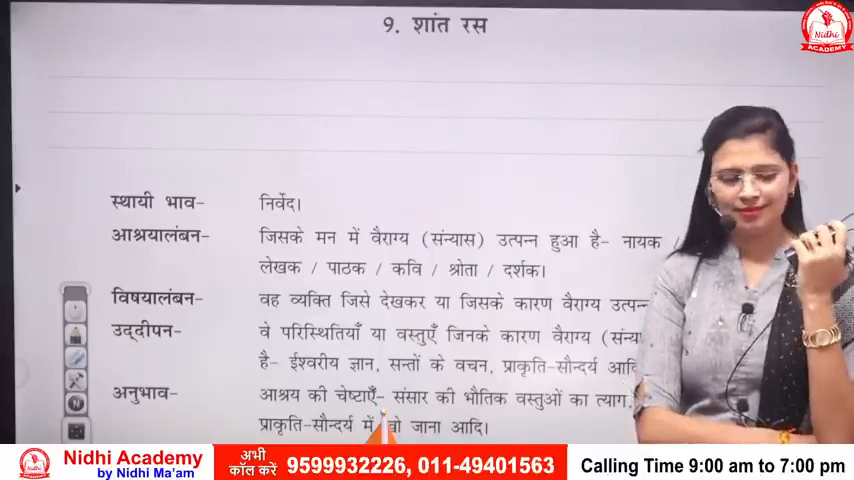 9. शांत रस
Nidhi
ACADEMY
स्थायी भाव- निर्वेद।
आश्रयालंबन- जिसके मन में वैराग्य (संन्यास) उत्पन्न हुआ है- नायक /
लेखक / पाठक / कवि / श्रोता / दर्शक।
विषयालंबन- वह व्यक्ति जिसे देखकर या जिसके कारण वैराग्य
उद्दीपन- वे परिस्थितियाँ या वस्तुएँ जिनके कारण वैराग्य
है- ईश्वरीय ज्ञान, सन्तों के वचन, प्राकृति-सौन्दर्य
अनुभाव- आश्रय की चेष्टाएँ- संसार की भौतिक वस्तुओं का त्याग,
प्राकृति-सौन्दर्य में जाना आदि।
Nidhi Academy
by Nidhi Ma'am
अभी
कॉल करें 9599932226, 011-49401563
Calling Time 9:00 am to 7:00 pm